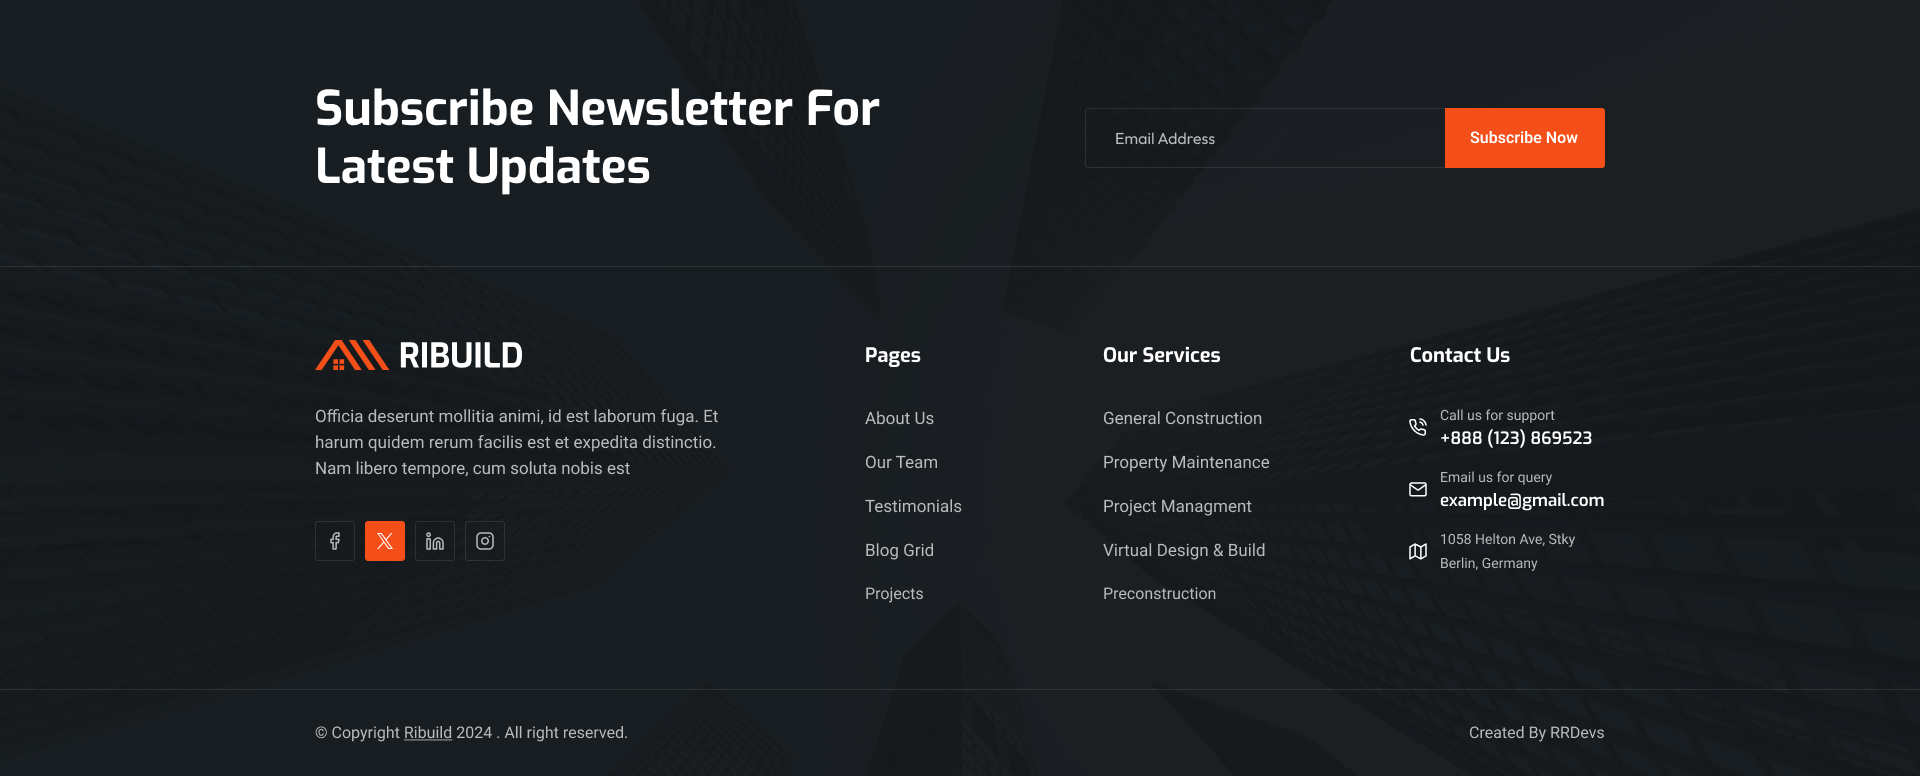 Subscribe Newsletter For
Latest Updates
Email Address
Subscribe Now
RIBUILD
Officia deserunt mollitia animi, id est laborum fuga. Et
harum quidem rerum facilis est et expedita distinctio.
Nam libero tempore, cum soluta nobis est
Pages
About Us
Our Team
Testimonials
Blog Grid
Projects
Our Services
General Construction
Property Maintenance
Project Managment
Virtual Design & Build
Preconstruction
Contact Us
Call us for support
+888 (123) 869523
Email us for query
example@gmail.com
1058 Helton Ave, Stky
Berlin, Germany
© Copyright Ribuild 2024 . All right reserved.
Created By RRDevs